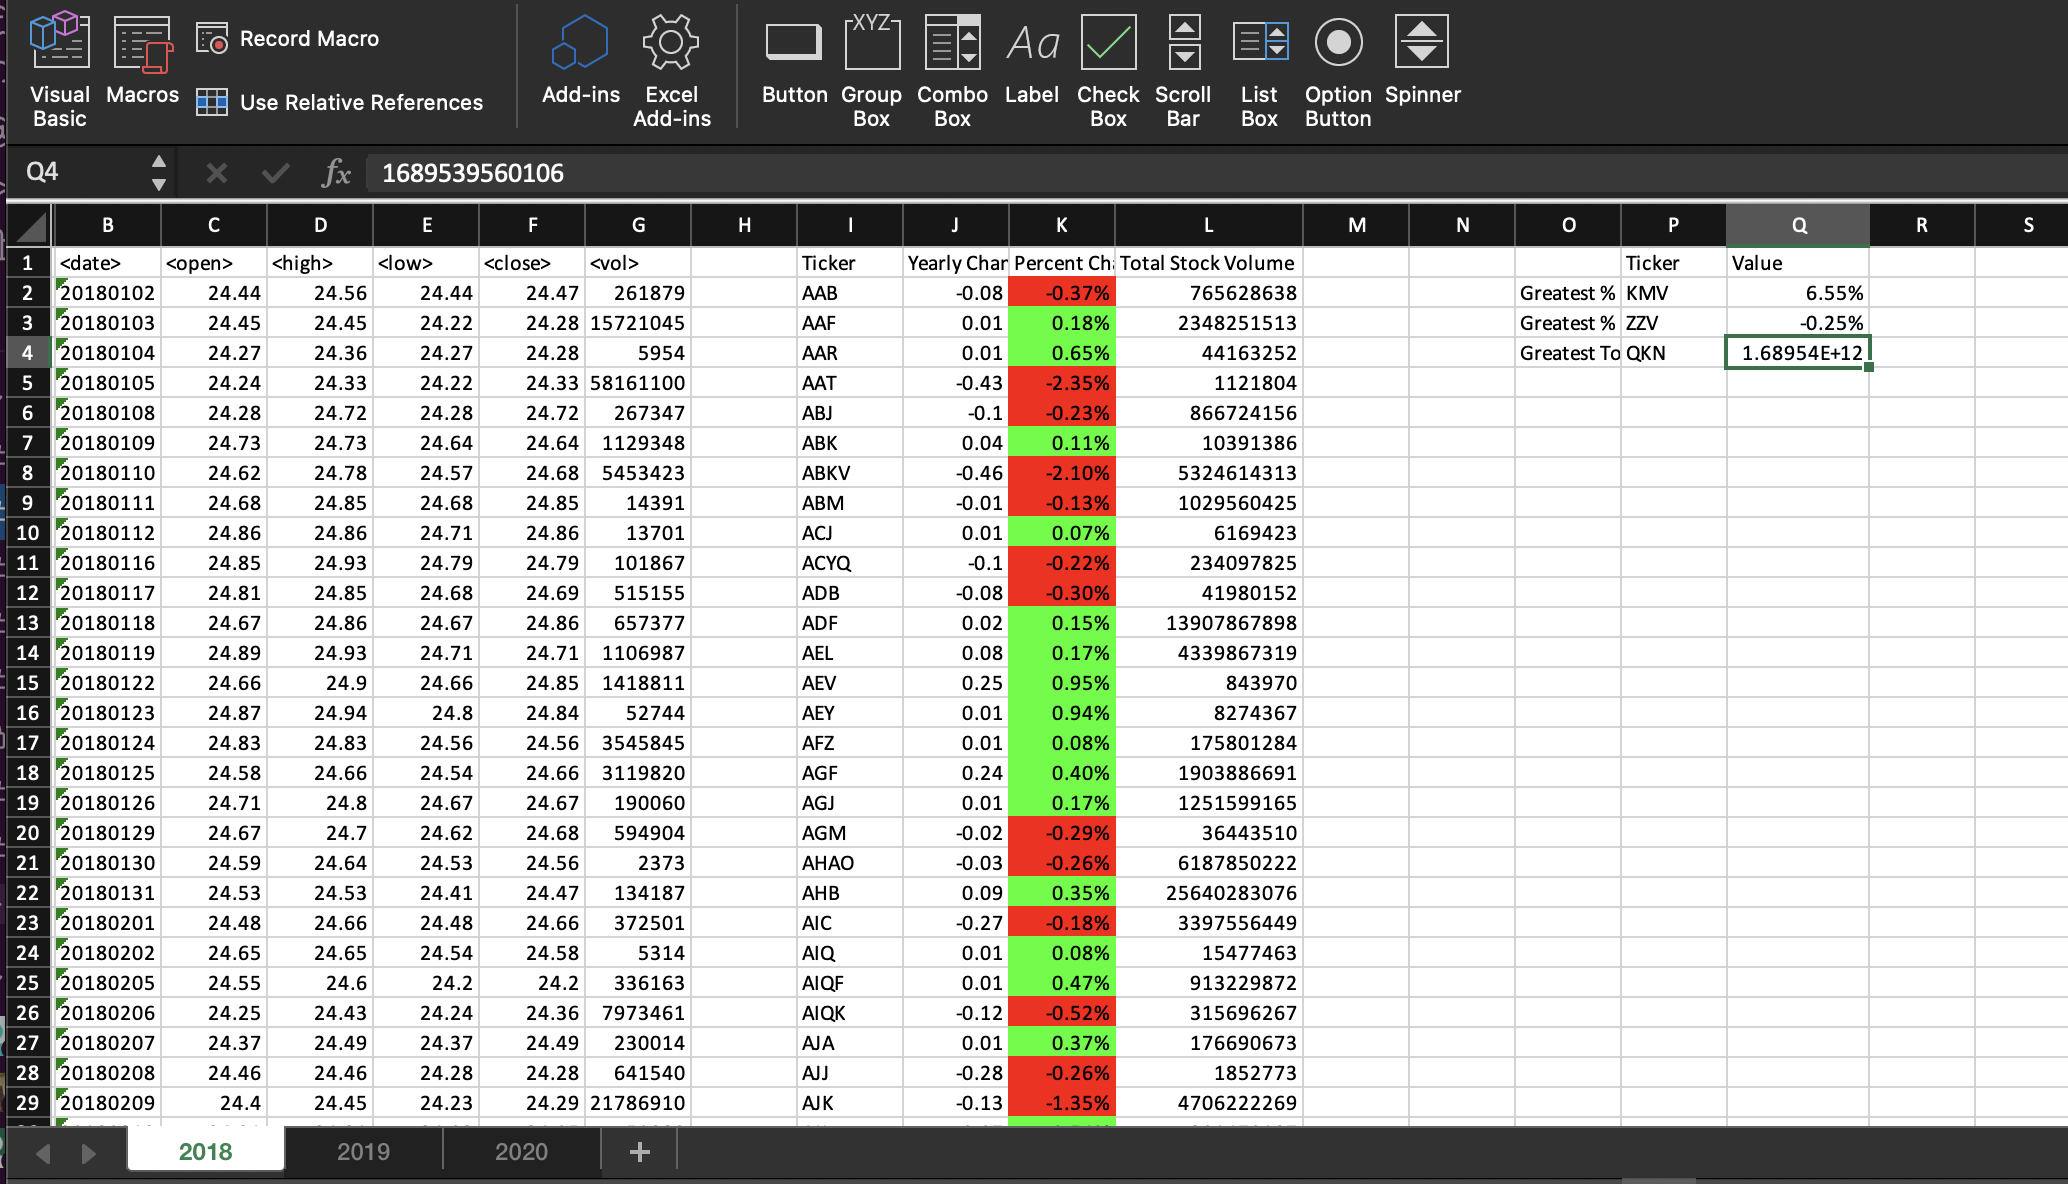 Visual Basic
Macros
Record Macro
Use Relative References
Add-ins
Excel Add-ins
Button
Group Box
XYZ
Combo Box
Aa
Label
Check Box
Scroll Bar
List Box
Option Button
Spinner
Q4 fx 1689539560106
B C D E F G H I J K L M N O P Q R S
1 <date> <open> <high> <low> <close> <vol> Ticker Yearly Char Percent Ch Total Stock Volume Ticker Value
2 20180102 24.44 24.56 24.44 24.47 261879 AAB -0.08 -0.37% 765628638 Greatest % KMV 6.55%
3 20180103 24.45 24.45 24.22 24.28 15721045 AAF 0.01 0.18% 2348251513 Greatest % ZZV -0.25%
4 20180104 24.27 24.36 24.27 24.28 5954 AAR 0.01 0.65% 44163252 Greatest To QKN 1.68954E+12
5 20180105 24.24 24.33 24.22 24.33 58161100 AAT -0.43 -2.35% 1121804
6 20180108 24.28 24.72 24.28 24.72 267347 ABJ -0.1 -0.23% 866724156
7 20180109 24.73 24.73 24.64 24.64 1129348 ABK 0.04 0.11% 10391386
8 20180110 24.62 24.78 24.57 24.68 5453423 ABKV -0.46 -2.10% 5324614313
9 20180111 24.68 24.85 24.68 24.85 14391 ABM -0.01 -0.13% 1029560425
10 20180112 24.86 24.86 24.71 24.86 13701 ACJ 0.01 0.07% 6169423
11 20180116 24.85 24.93 24.79 24.79 101867 ACYQ -0.1 -0.22% 234097825
12 20180117 24.81 24.85 24.68 24.69 515155 ADB -0.08 -0.30% 41980152
13 20180118 24.67 24.86 24.67 24.86 657377 ADF 0.02 0.15% 13907867898
14 20180119 24.89 24.93 24.71 24.71 1106987 AEL 0.08 0.17% 4339867319
15 20180122 24.66 24.9 24.66 24.85 1418811 AEV 0.25 0.95% 843970
16 20180123 24.87 24.94 24.8 24.84 52744 AEY 0.01 0.94% 8274367
17 20180124 24.83 24.83 24.56 24.56 3545845 AFZ 0.01 0.08% 175801284
18 20180125 24.58 24.66 24.54 24.66 3119820 AGF 0.24 0.40% 1903886691
19 20180126 24.71 24.8 24.67 24.67 190060 AGJ 0.01 0.17% 1251599165
20 20180129 24.67 24.7 24.62 24.68 594904 AGM -0.02 -0.29% 36443510
21 20180130 24.59 24.64 24.53 24.56 2373 AHAO -0.03 -0.26% 6187850222
22 20180131 24.53 24.53 24.41 24.47 134187 AHB 0.09 0.35% 25640283076
23 20180201 24.48 24.66 24.48 24.66 372501 AIC -0.27 -0.18% 3397556449
24 20180202 24.65 24.65 24.54 24.58 5314 AIQ 0.01 0.08% 15477463
25 20180205 24.55 24.6 24.2 24.2 336163 AIQF 0.01 0.47% 913229872
26 20180206 24.25 24.43 24.24 24.36 7973461 AIQK -0.12 -0.52% 315696267
27 20180207 24.37 24.49 24.37 24.49 230014 AJA 0.01 0.37% 176690673
28 20180208 24.46 24.46 24.28 24.28 641540 AJJ -0.28 -0.26% 1852773
29 20180209 24.4 24.45 24.23 24.29 21786910 AJK -0.13 -1.35% 4706222269
2018 2019 2020 +